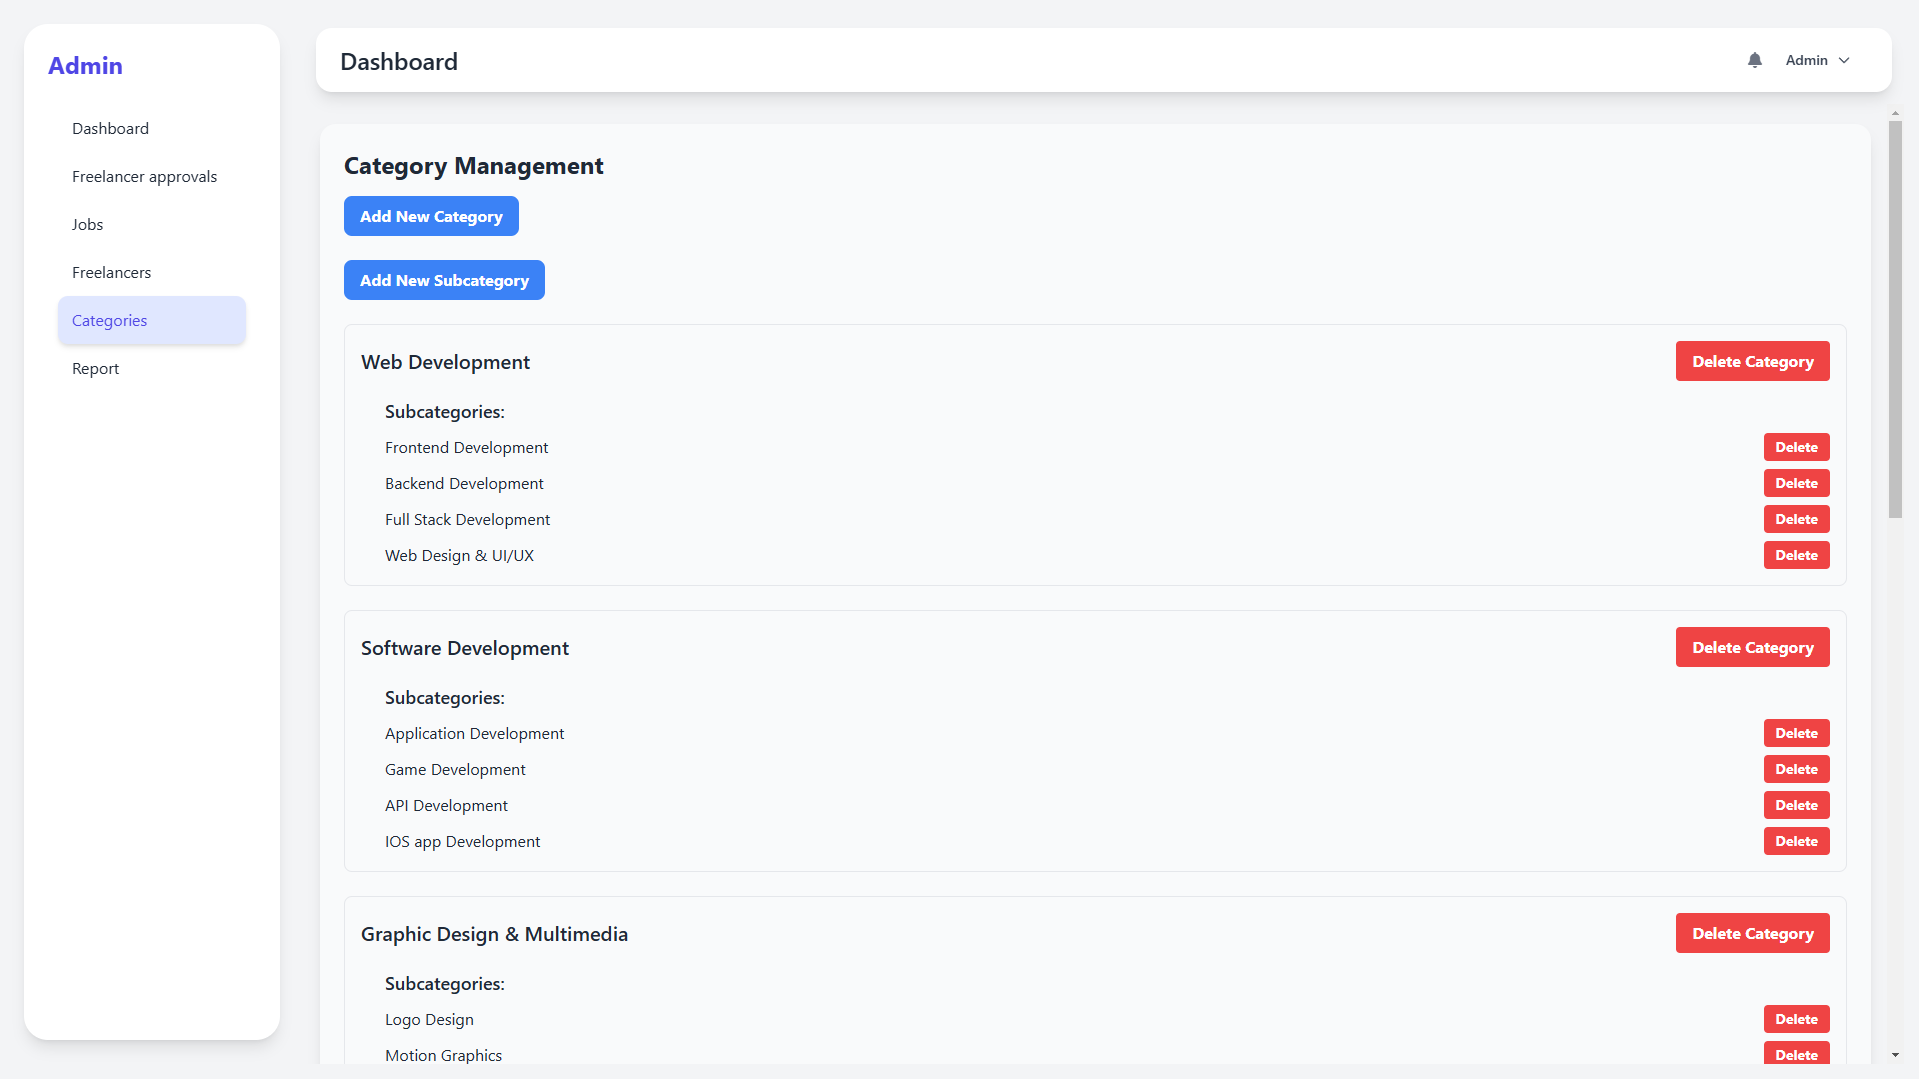 Admin
Dashboard
Freelancer approvals
Jobs
Freelancers
Categories
Report
Dashboard
Admin
Category Management
Add New Category
Add New Subcategory
Web Development
Delete Category
Subcategories:
Frontend Development
Delete
Backend Development
Delete
Full Stack Development
Delete
Web Design & UI/UX
Delete
Software Development
Delete Category
Subcategories:
Application Development
Delete
Game Development
Delete
API Development
Delete
IOS app Development
Delete
Graphic Design & Multimedia
Delete Category
Subcategories:
Logo Design
Delete
Motion Graphics
Delete